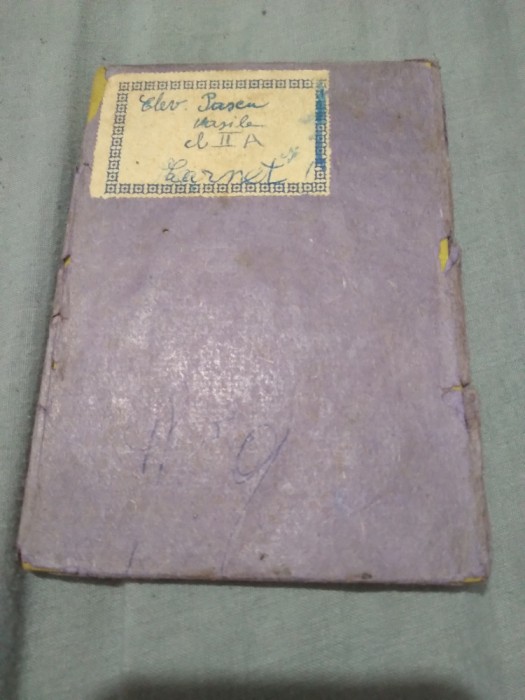 Elev. Pascu
Vasile
cl II A
Carnet